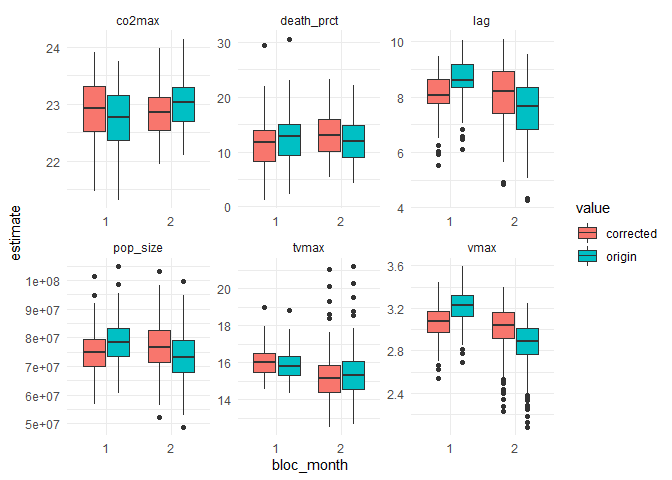 co2max
death_prct
lag
24
23
22
30
20
10
0
10
8
6
4
1
2
1
2
1
2
estimate
pop_size
tvmax
vmax
1e+08
9e+07
8e+07
7e+07
6e+07
5e+07
20
18
16
14
3.6
3.2
2.8
2.4
1
2
1
2
1
2
bloc_month
value
corrected
origin